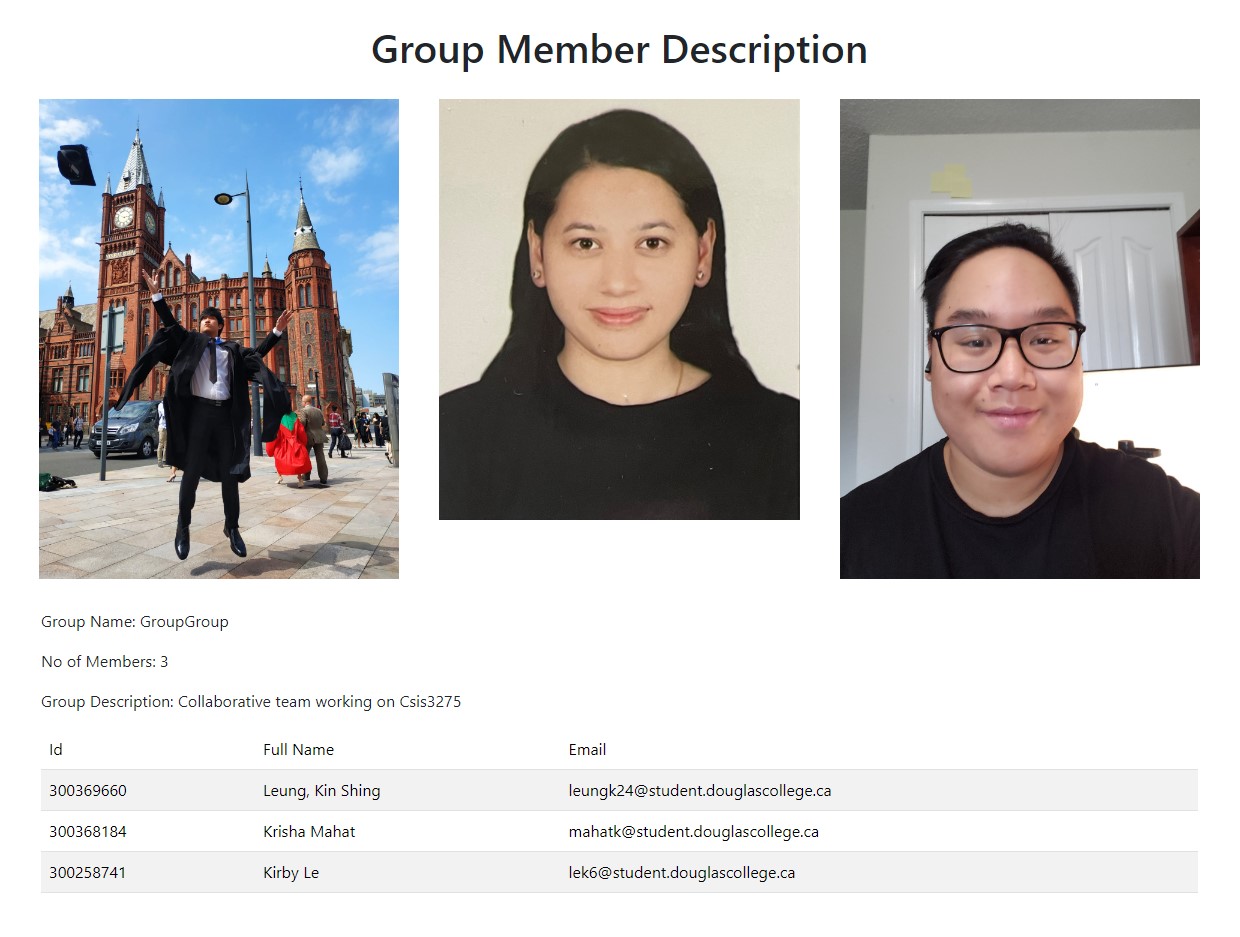 Group Member Description
Group Name: GroupGroup
No of Members: 3
Group Description: Collaborative team working on Csis3275
Id Full Name Email
300369660 Leung, Kin Shing leungk24@student.douglascollege.ca
300368184 Krisha Mahat mahatk@student.douglascollege.ca
300258741 Kirby Le lek6@student.douglascollege.ca